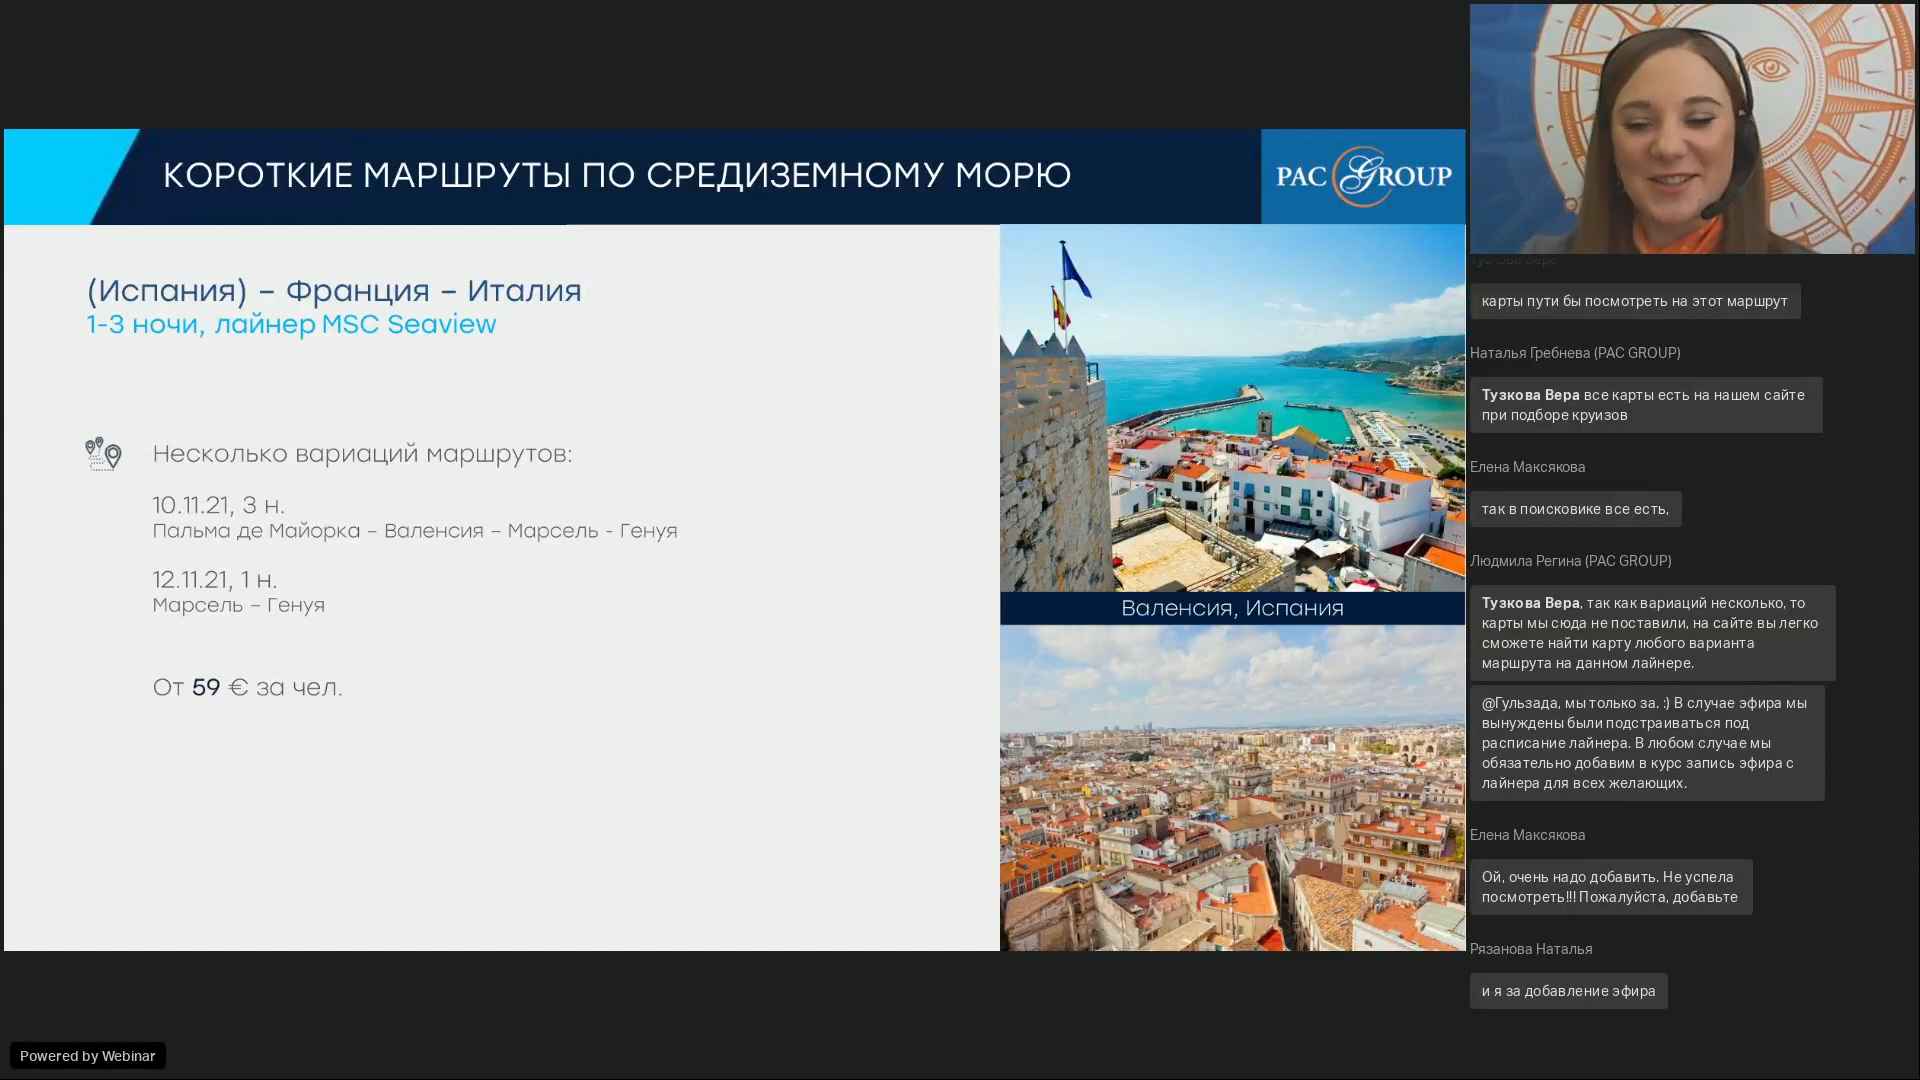 КОРОТКИЕ МАРШРУТЫ ПО СРЕДИЗЕМНОМУ МОРЮ
PAC GROUP
(Испания) – Франция – Италия
1-3 ночи, лайнер MSC Seaview
Несколько вариаций маршрутов:
10.11.21, 3 н.
Пальма де Майорка – Валенсия – Марсель - Генуя
12.11.21, 1 н.
Марсель – Генуя
От 59 € за чел.
Валенсия, Испания
Тузкова Вера
карты пути бы посмотреть на этот маршрут
Наталья Гребнева (PAC GROUP)
Тузкова Вера все карты есть на нашем сайте
при подборе круизов
Елена Максякова
так в поисковике все есть,
Людмила Регина (PAC GROUP)
Тузкова Вера, так как вариаций несколько, то
карты мы сюда не поставили, на сайте вы легко
сможете найти карту любого варианта
маршрута на данном лайнере.
@Гульзада, мы только за. :) В случае эфира мы
вынуждены были подстраиваться под
расписание лайнера. В любом случае мы
обязательно добавим в курс запись эфира с
лайнера для всех желающих.
Елена Максякова
Ой, очень надо добавить. Не успела
посмотреть!!! Пожалуйста, добавьте
Рязанова Наталья
и я за добавление эфира
Powered by Webinar